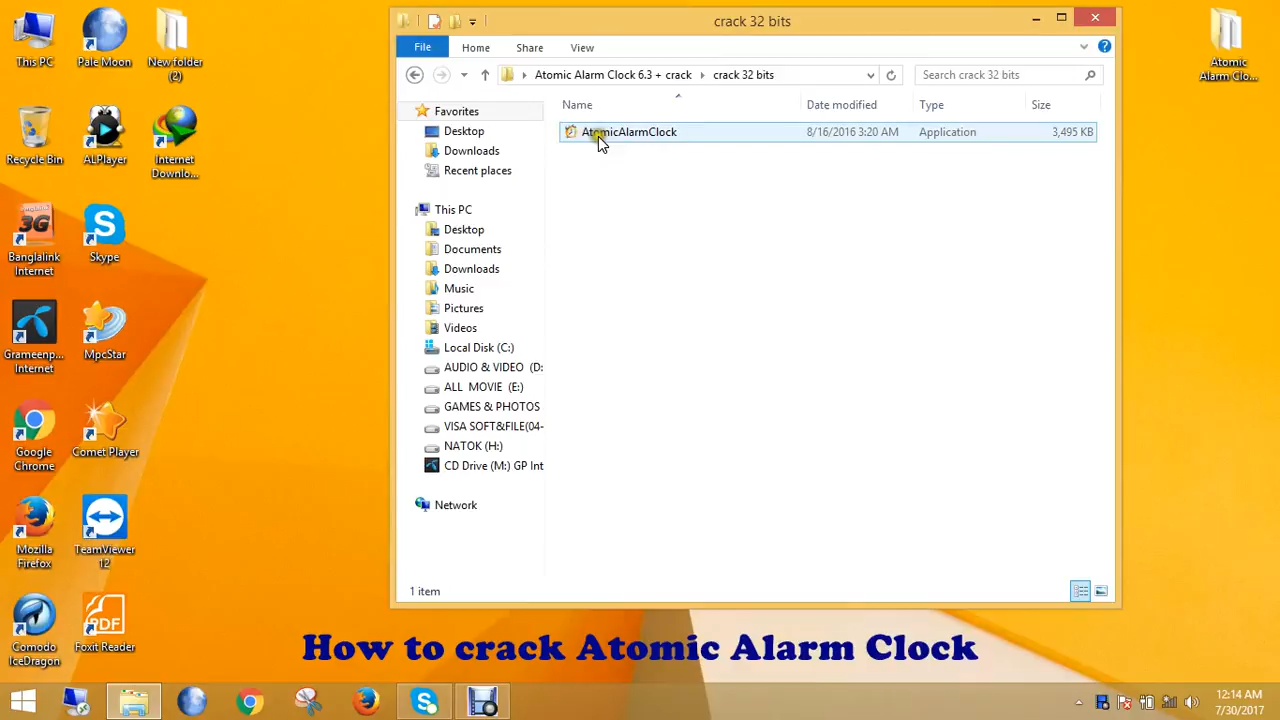 crack 32 bits
File
Home
Share
View
Atomic Alarm Clock 6.3 + crack
crack 32 bits
Search crack 32 bits
Name
Date modified
Type
Size
AtomicAlarmClock
8/16/2016 3:20 AM
Application
3,495 KB
Favorites
Desktop
Downloads
Recent places
This PC
Desktop
Documents
Downloads
Music
Pictures
Videos
Local Disk (C:)
AUDIO & VIDEO (D:
ALL MOVIE (E:)
GAMES & PHOTOS
VISA SOFT&FILE(04-
NATOK (H:)
CD Drive (M:) GP Int
Network
1 item
This PC
Pale Moon
New folder
(2)
Recycle Bin
ALPlayer
Internet
Downlo...
3G
Banglalink
Internet
Skype
Grameenp...
Internet
MpcStar
Google
Chrome
Comet Player
Mozilla
Firefox
TeamViewer
12
Comodo
IceDragon
PDF
Foxit Reader
Atomic
Alarm Clo...
How to crack Atomic Alarm Clock
12:14 AM
7/30/2017